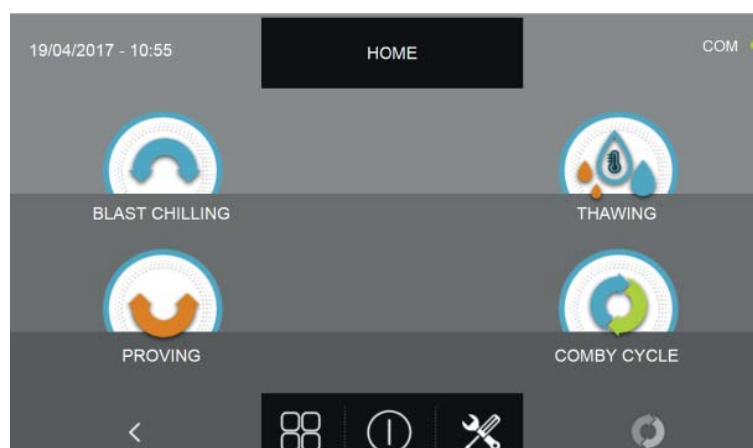 19/04/2017 - 10:55
HOME
COM
BLAST CHILLING
THAWING
PROVING
COMBY CYCLE